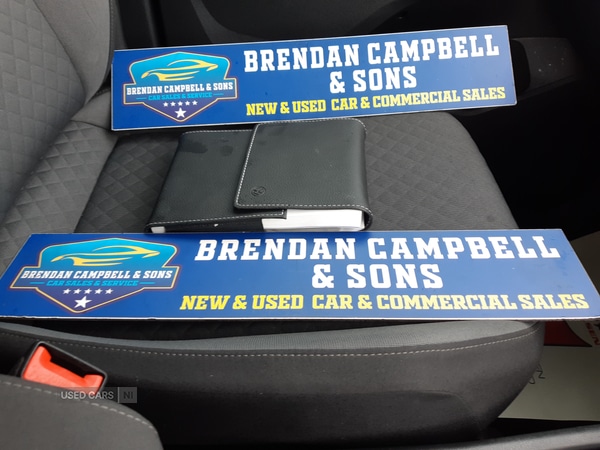 BRENDAN CAMPBELL & SONS
CAR SALES & SERVICE
BRENDAN CAMPBELL
& SONS
NEW & USED CAR & COMMERCIAL SALES
BRENDAN CAMPBELL & SONS
CAR SALES & SERVICE
BRENDAN CAMPBELL
& SONS
NEW & USED CAR & COMMERCIAL SALES
USED CARS NI